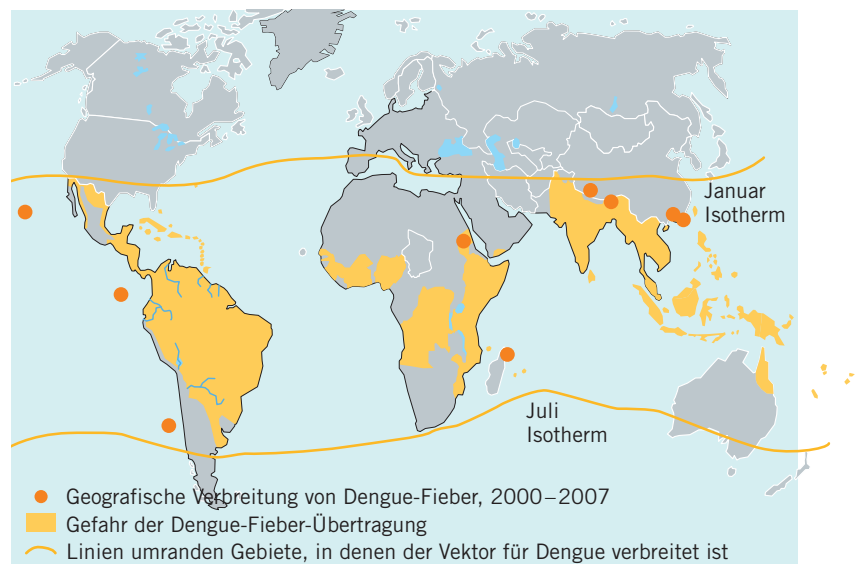 Januar
Isotherm
Juli
Isotherm
Geografische Verbreitung von Dengue-Fieber, 2000–2007
Gefahr der Dengue-Fieber-Übertragung
Linien umranden Gebiete, in denen der Vektor für Dengue verbreitet ist